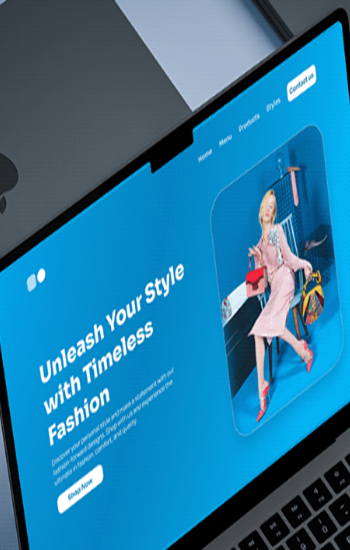 Home Menu Products Styles Contact us
Unleash Your Style
with Timeless
Fashion
Discover your personal style and make a statement with our
fashion-forward designs. Shop with us and experience the
ultimate in fashion, comfort, and quality.
Shop Now